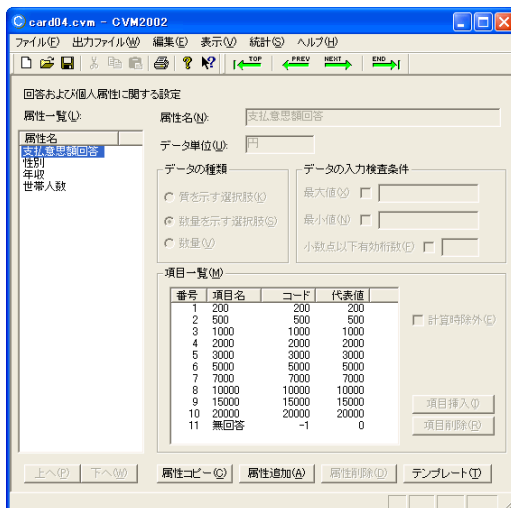 card04.cvm - CVM2002
ファイル(F) 出力ファイル(W) 編集(E) 表示(V) 統計(S) ヘルプ(H)
TOP PREV NEXT END
回答および個人属性に関する設定
属性一覧(L):
属性名
支払意思額回答
性別
年収
世帯人数
属性名(N): 支払意思額回答
データ単位(U): 円
データの種類
質を示す選択肢(K)
数量を示す選択肢(S)
数量(V)
データの入力検査条件
最大値(X)
最小値(N)
小数点以下有効桁数(F)
項目一覧(M)
番号 項目名 コード 代表値
1 200 200 200
2 500 500 500
3 1000 1000 1000
4 2000 2000 2000
5 3000 3000 3000
6 5000 5000 5000
7 7000 7000 7000
8 10000 10000 10000
9 15000 15000 15000
10 20000 20000 20000
11 無回答 -1 0
計算時除外(E)
項目挿入(I)
項目削除(R)
上へ(P) 下へ(W) 属性コピー(C) 属性追加(A) 属性削除(D) テンプレート(T)